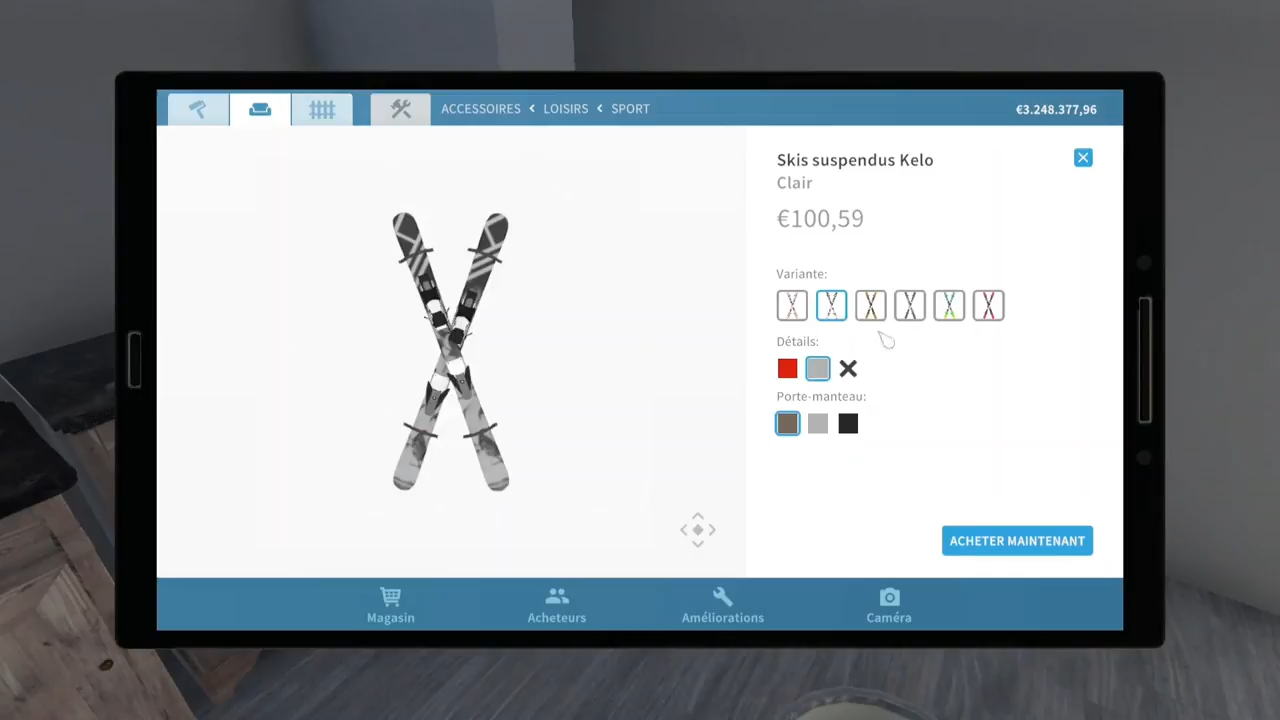 ACCESSOIRES < LOISIRS < SPORT
€3.248.377,96
Skis suspendus Kelo
Clair
€100,59
Variante:
Détails:
Porte-manteau:
ACHETER MAINTENANT
Magasin
Acheteurs
Améliorations
Caméra